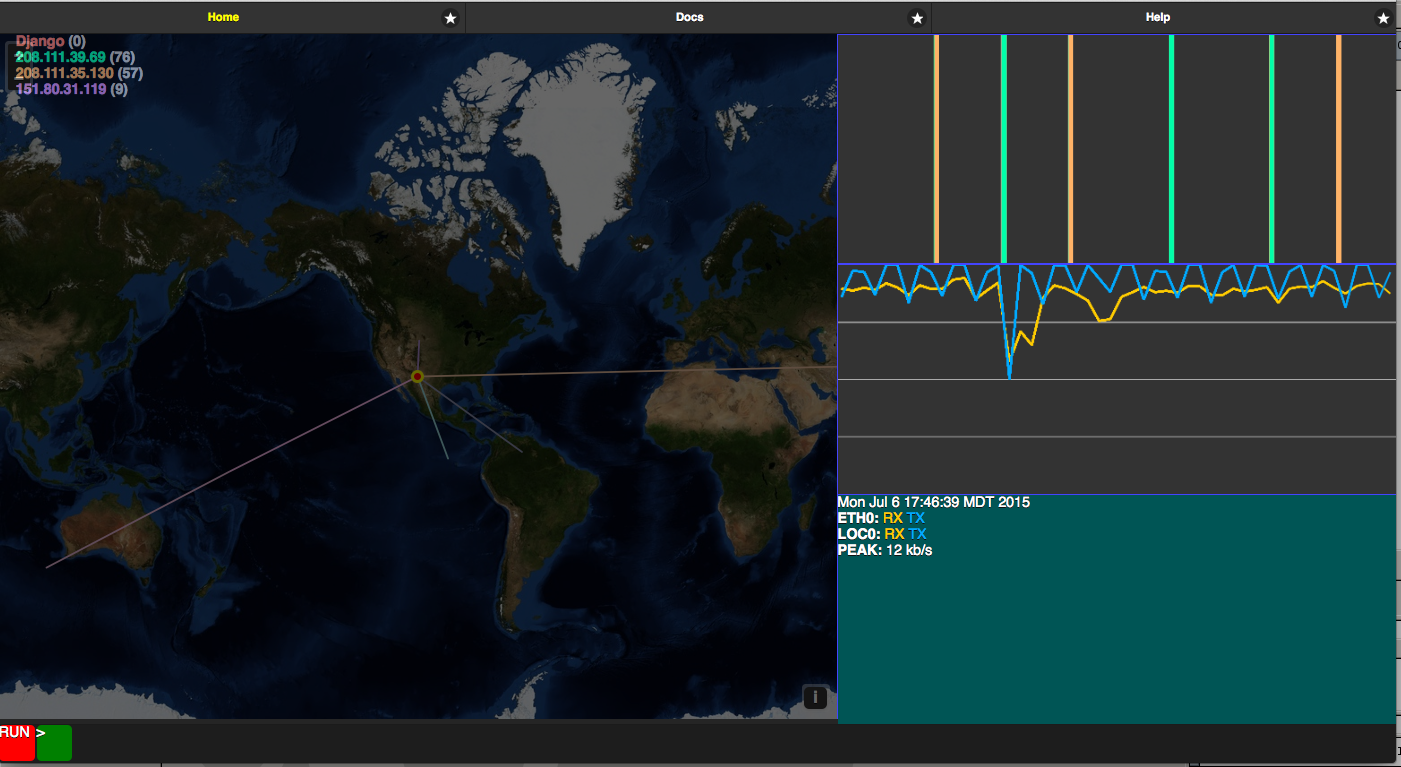 Home
Docs
Help
Django (0)
208.111.39.69 (76)
208.111.35.130 (57)
151.80.31.119 (9)
i
Mon Jul 6 17:46:39 MDT 2015
ETH0: RX TX
LOC0: RX TX
PEAK: 12 kb/s
RUN >